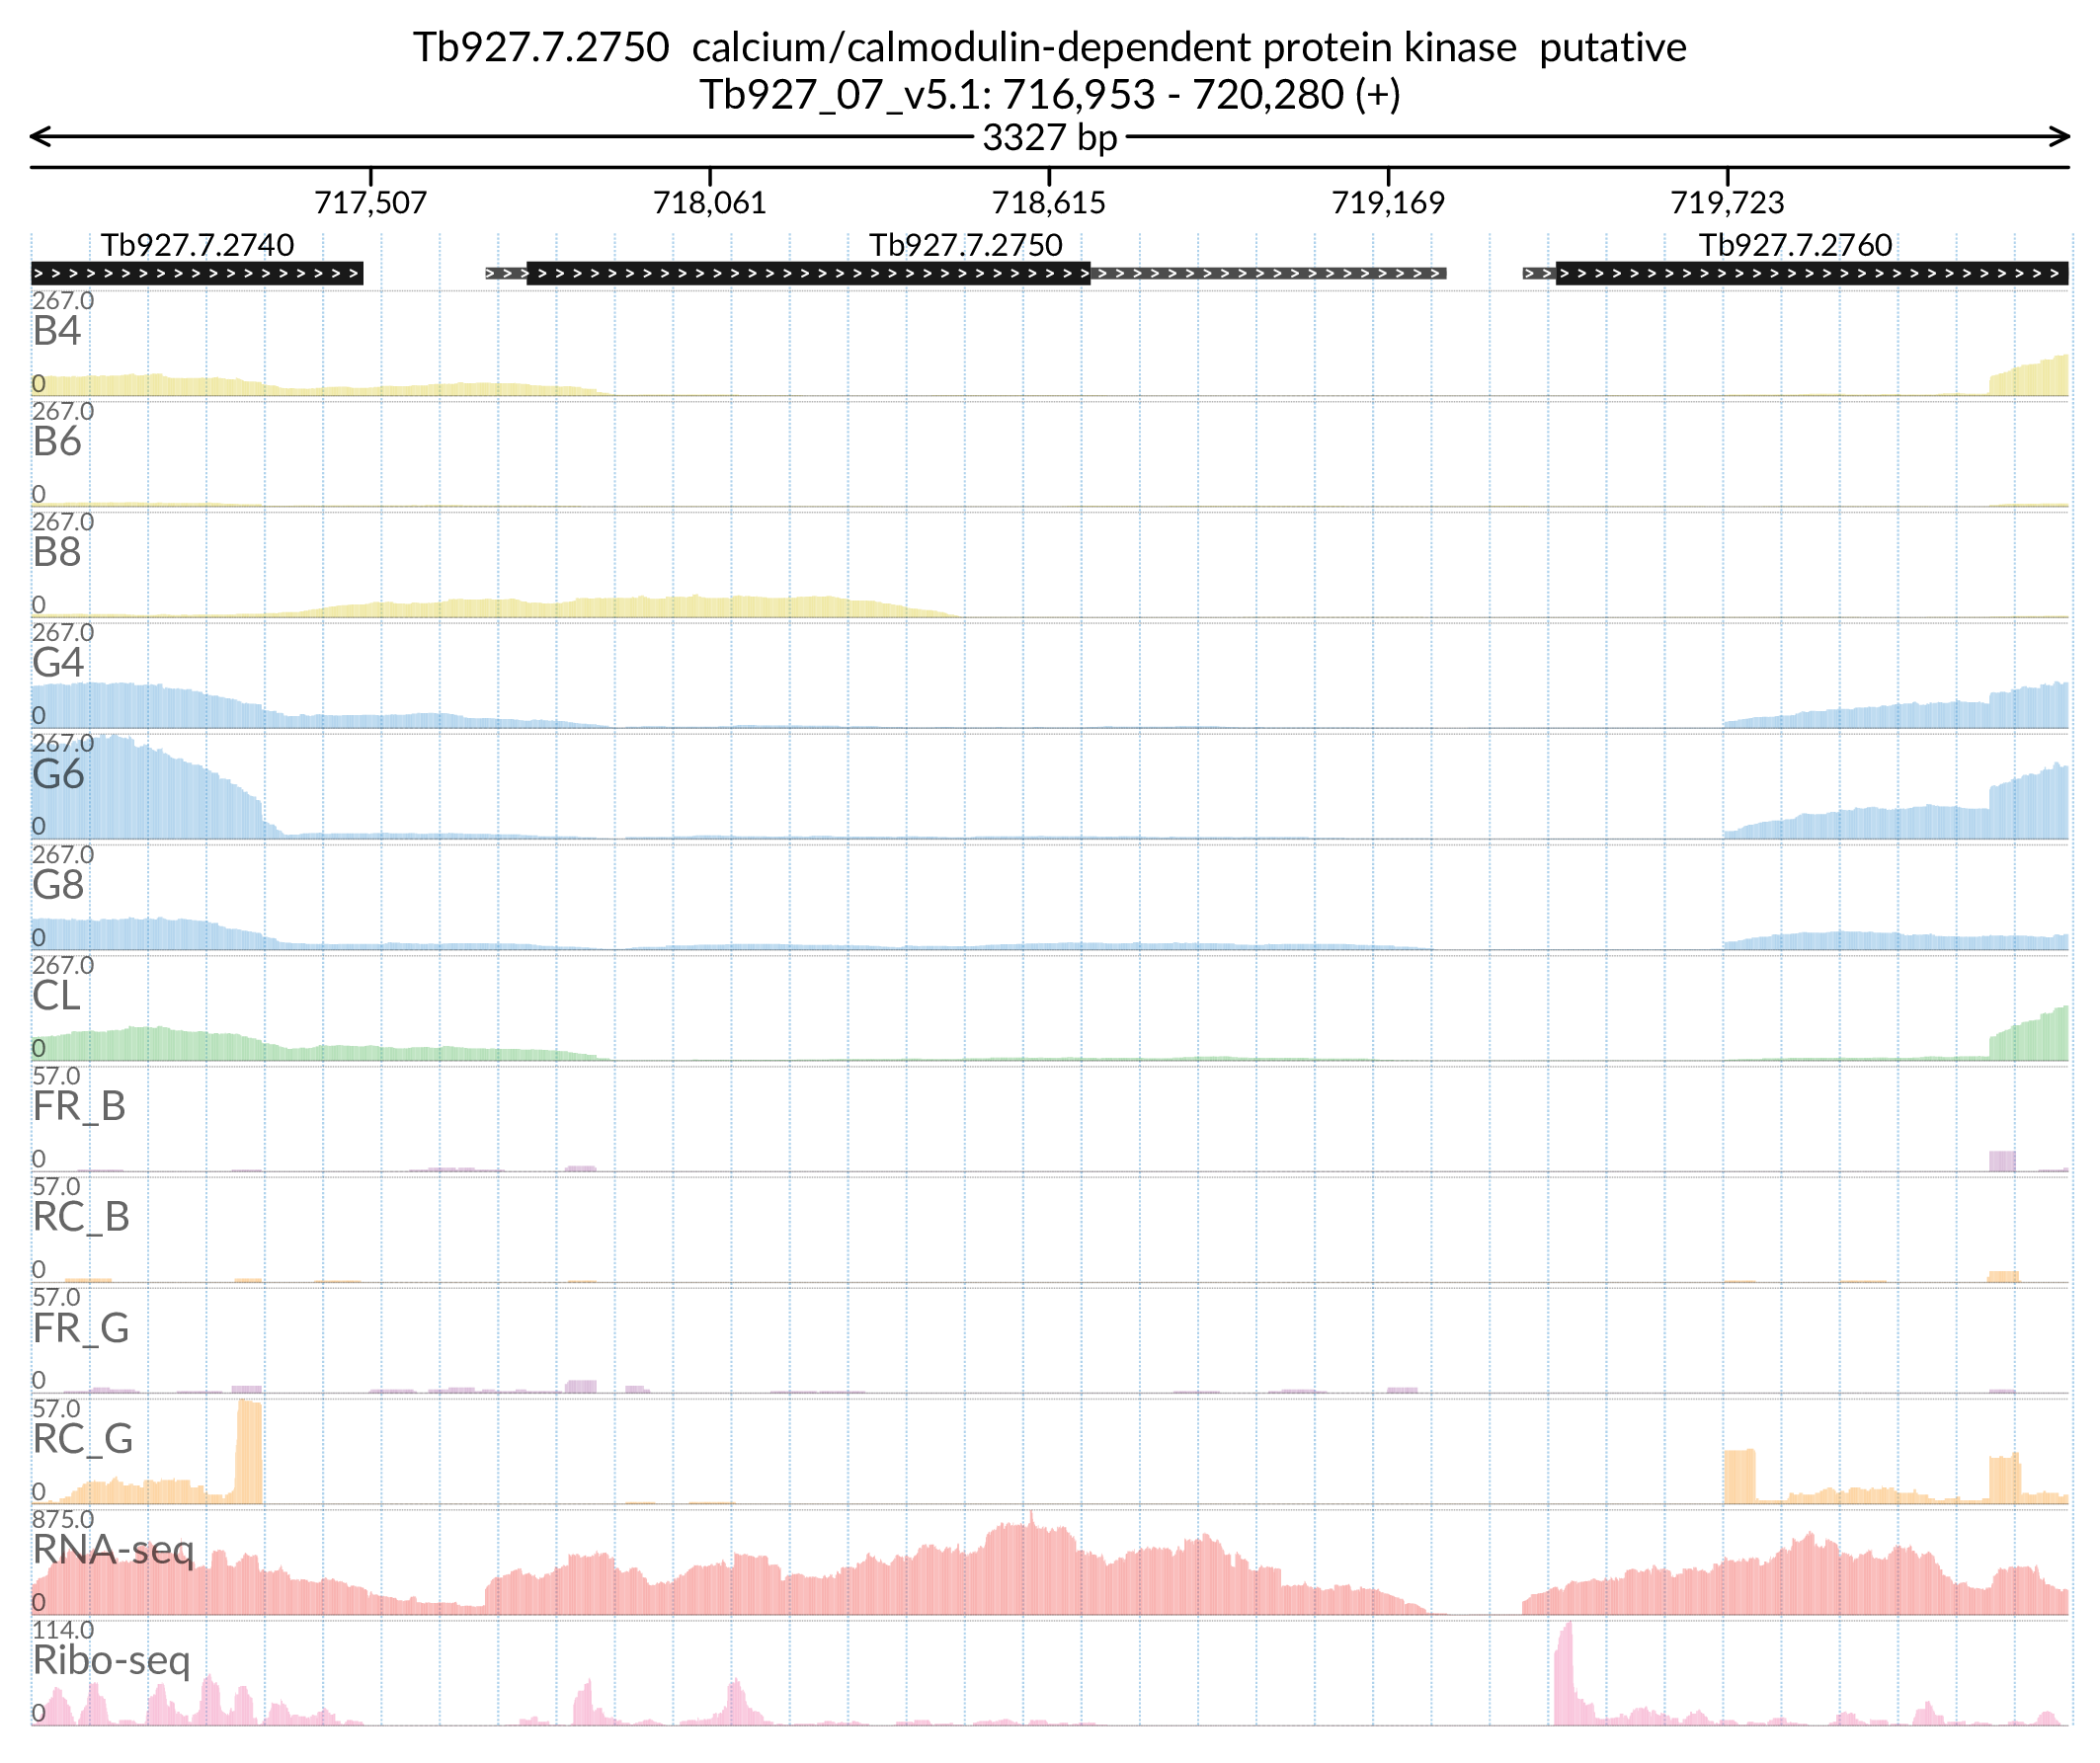 Tb927.7.2750  calcium/calmodulin-dependent protein kinase  putative
Tb927_07_v5.1: 716,953 - 720,280 (+)
3327 bp
717,507 718,061 718,615 719,169 719,723
Tb927.7.2740 Tb927.7.2750 Tb927.7.2760
267.0
B4
0
267.0
B6
0
267.0
B8
0
267.0
G4
0
267.0
G6
0
267.0
G8
0
267.0
CL
0
57.0
FR_B
0
57.0
RC_B
0
57.0
FR_G
0
57.0
RC_G
0
875.0
RNA-seq
0
114.0
Ribo-seq
0